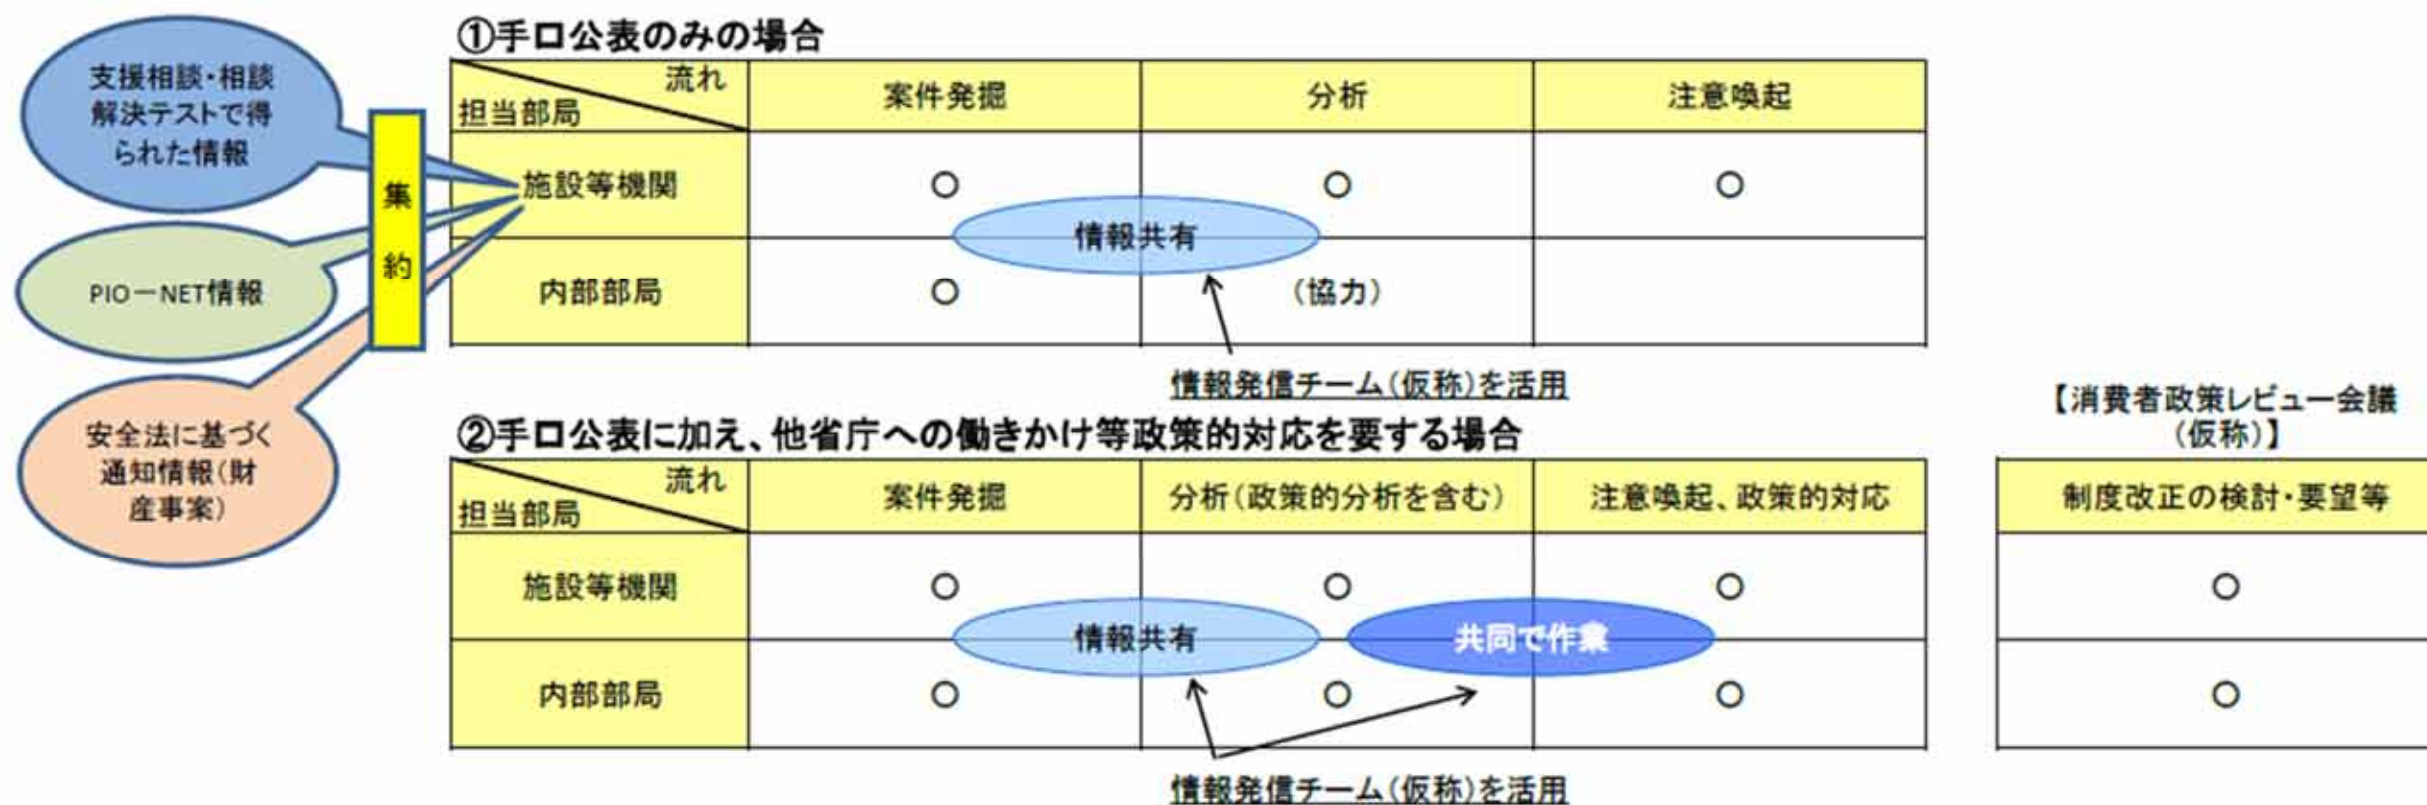 支援相談・相談
解決テストで得
られた情報
PIO－NET情報
安全法に基づく
通知情報(財
産事案)
集
約
①手口公表のみの場合
流れ
担当部局
案件発掘
分析
注意喚起
施設等機関
○
○
○
情報共有
内部部局
○
(協力)
情報発信チーム(仮称)を活用
②手口公表に加え、他省庁への働きかけ等政策的対応を要する場合
流れ
担当部局
案件発掘
分析(政策的分析を含む)
注意喚起、政策的対応
施設等機関
○
○
○
情報共有
共同で作業
内部部局
○
○
○
情報発信チーム(仮称)を活用
【消費者政策レビュー会議
(仮称)】
制度改正の検討・要望等
○
○